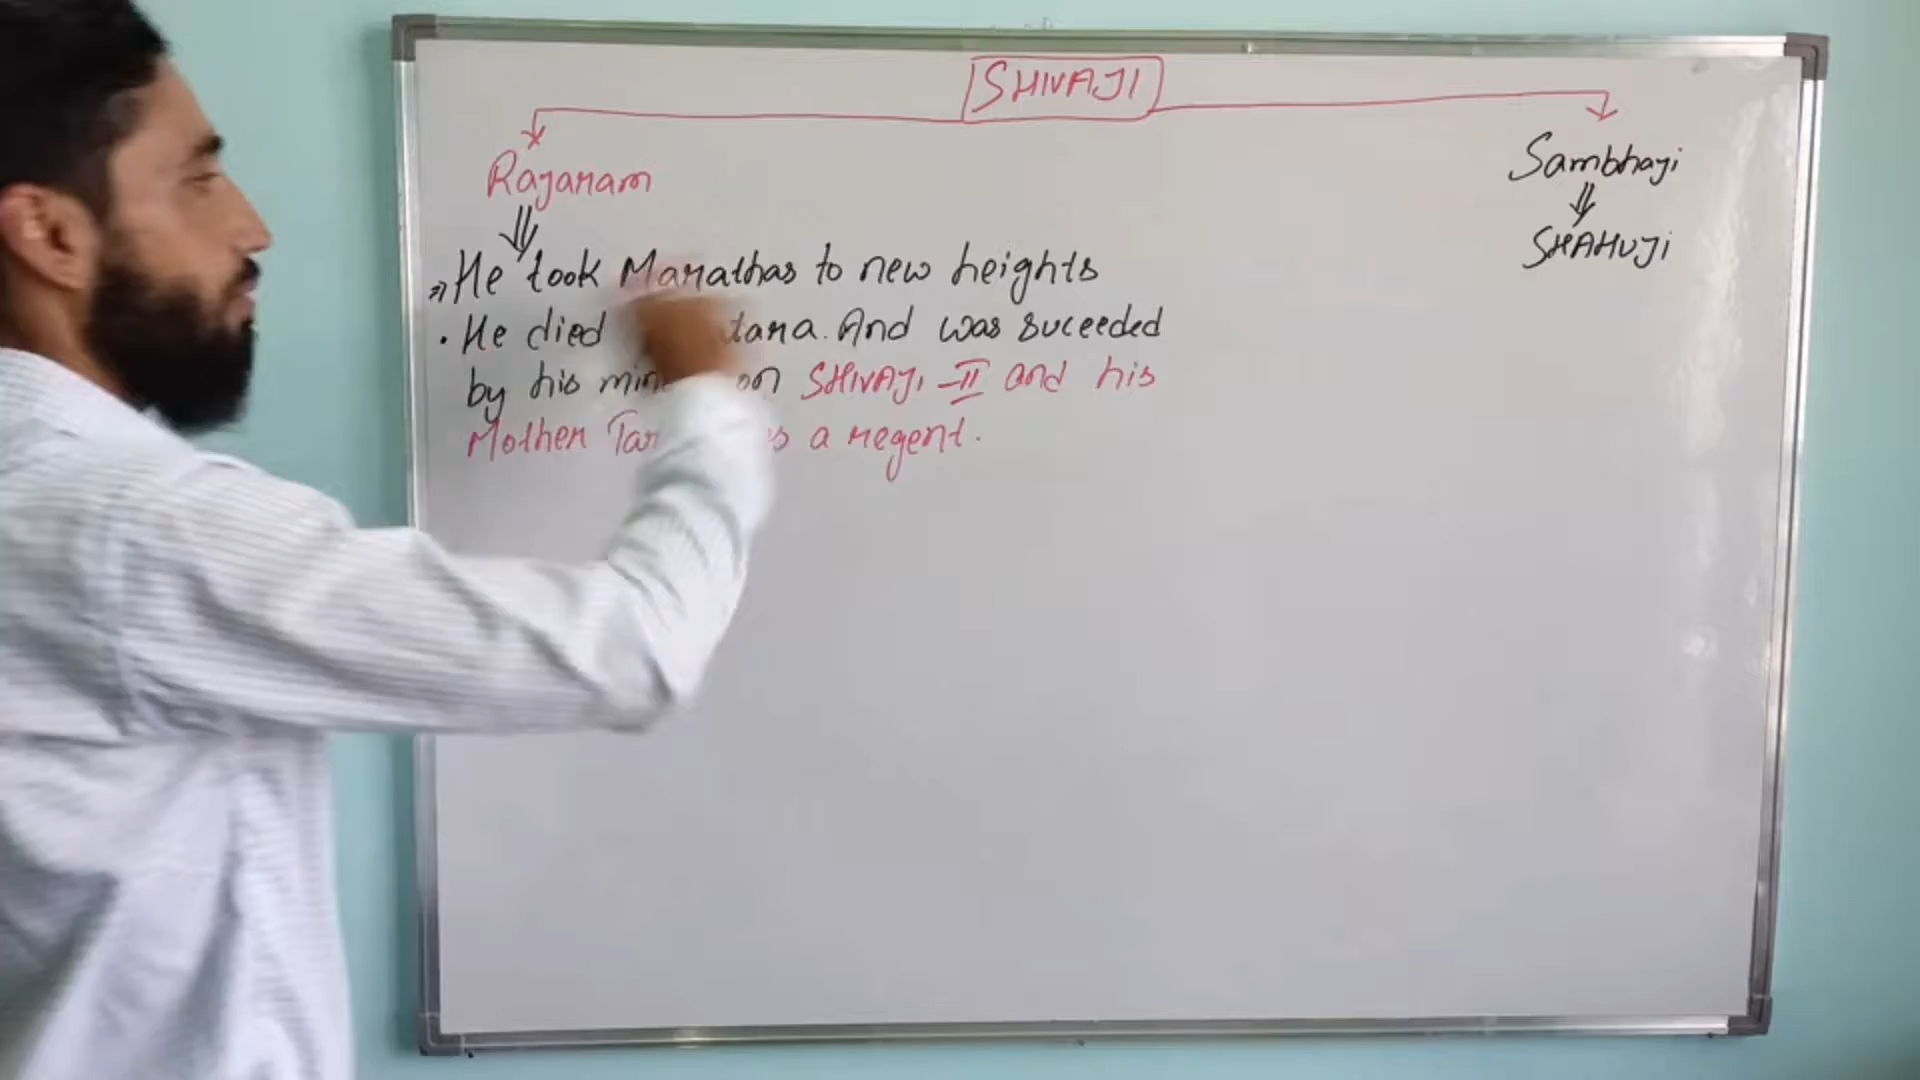 SHIVAJI
Rajaram
Sambhaji
SHAHUJi
He took Marathas to new heights
• He died And was suceeded
by his SHIVAJI -II and his
Mother a regent.